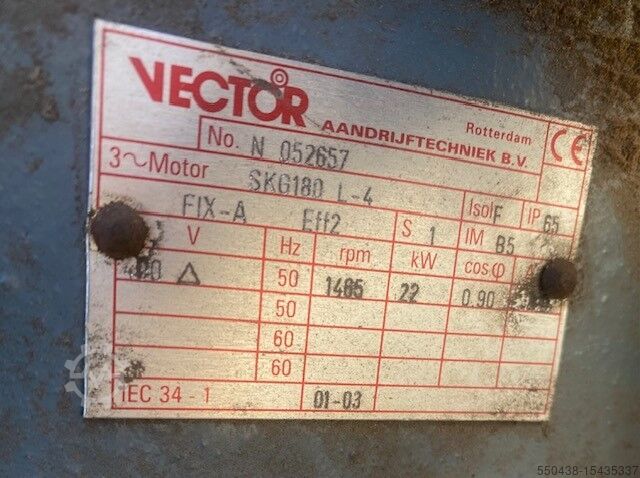 VECTOR
AANDRIJFTECHNIEK B.V.
Rotterdam
CE
No. N 052657
3~Motor SKG180 L-4
Isol F IP 65
FIX-A Eff2 S 1 IM B5
V Hz rpm kW cosφ
Δ 50 1485 22 0.90
50
60
60
IEC 34-1 01-03
550438-15435337